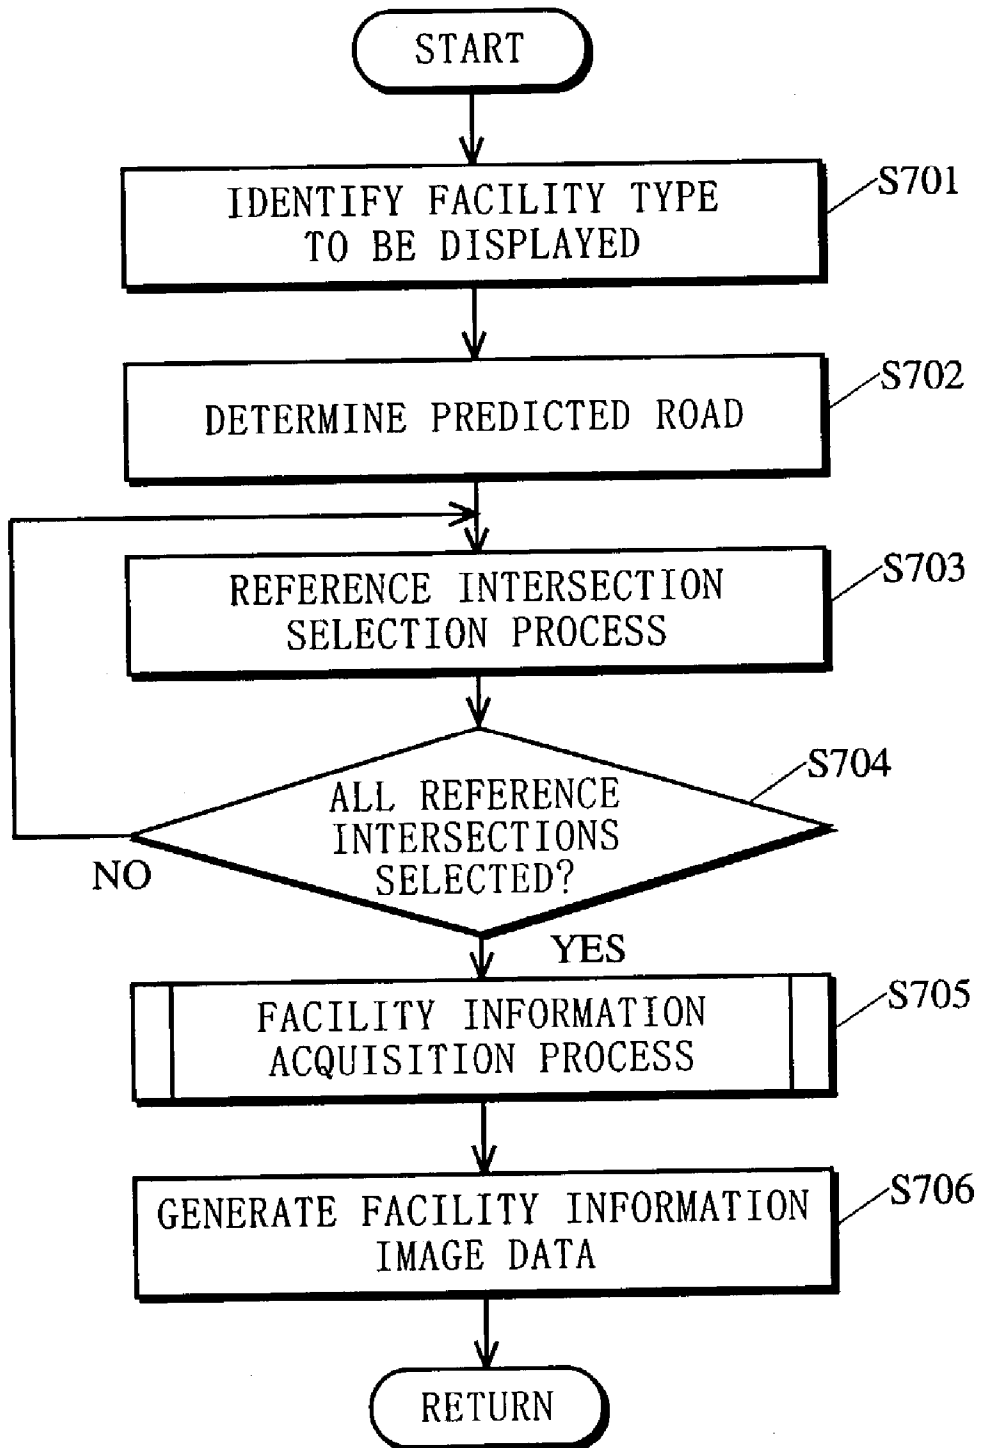 START
IDENTIFY FACILITY TYPE
TO BE DISPLAYED
S701
DETERMINE PREDICTED ROAD
S702
REFERENCE INTERSECTION
SELECTION PROCESS
S703
ALL REFERENCE
INTERSECTIONS
SELECTED?
S704
NO
YES
FACILITY INFORMATION
ACQUISITION PROCESS
S705
GENERATE FACILITY INFORMATION
IMAGE DATA
S706
RETURN